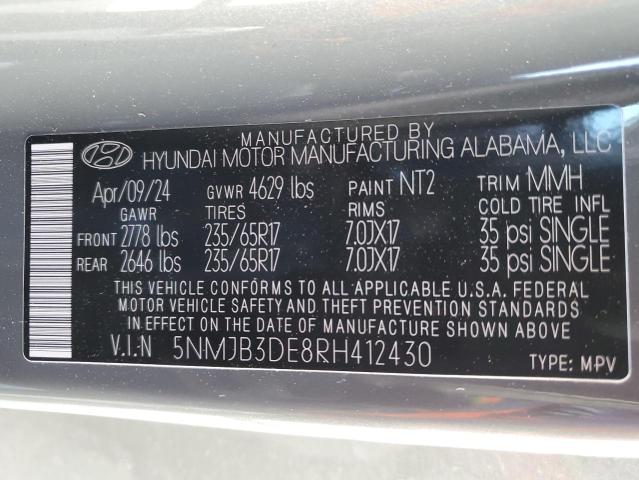 MANUFACTURED BY
HYUNDAI MOTOR MANUFACTURING ALABAMA, LLC
Apr/09/24 GVWR 4629 lbs PAINT NT2 TRIM MMH
GAWR TIRES RIMS COLD TIRE INFL
FRONT 2778 lbs 235/65R17 7.0JX17 35 psi SINGLE
REAR 2646 lbs 235/65R17 7.0JX17 35 psi SINGLE
THIS VEHICLE CONFORMS TO ALL APPLICABLE U.S.A. FEDERAL
MOTOR VEHICLE SAFETY AND THEFT PREVENTION STANDARDS
IN EFFECT ON THE DATE OF MANUFACTURE SHOWN ABOVE
V.I.N 5NMJB3DE8RH412430 TYPE: MPV